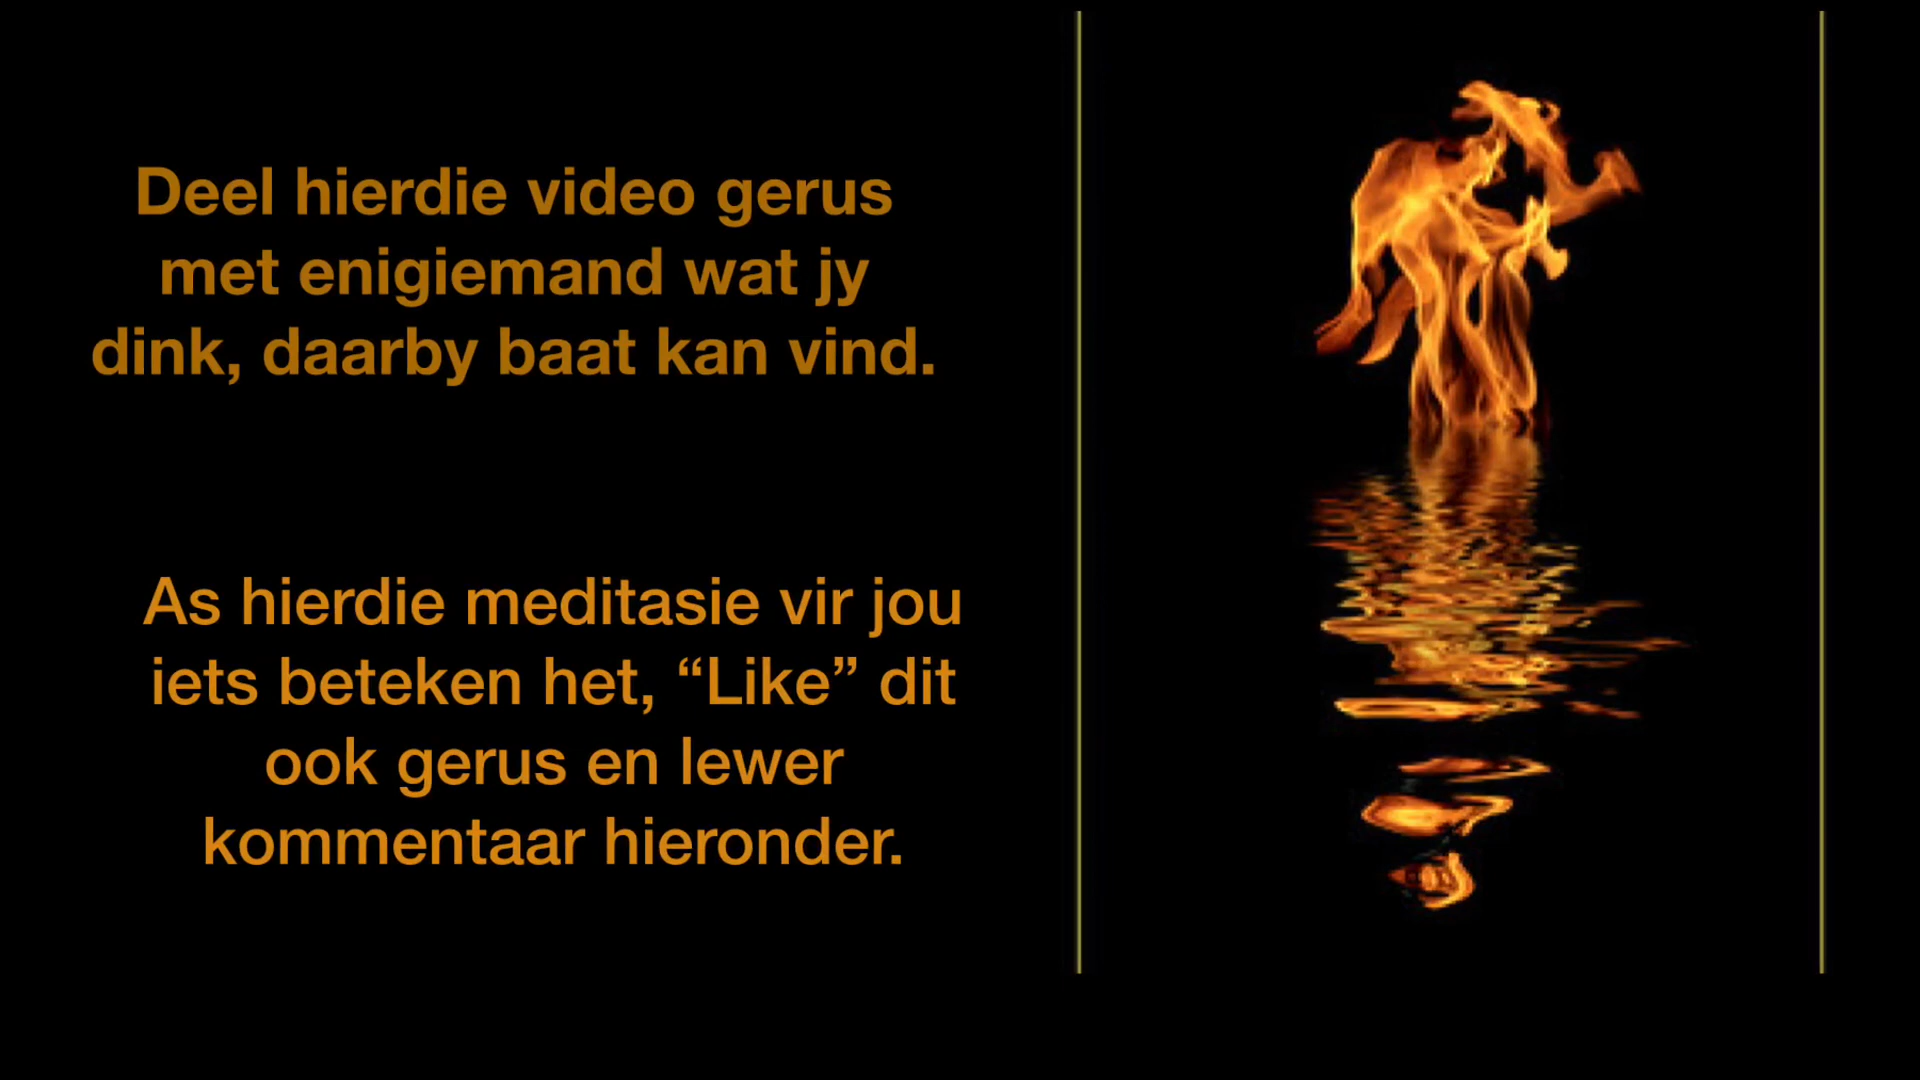 Deel hierdie video gerus
met enigiemand wat jy
dink, daarby baat kan vind.
As hierdie meditasie vir jou
iets beteken het, “Like” dit
ook gerus en lewer
kommentaar hieronder.